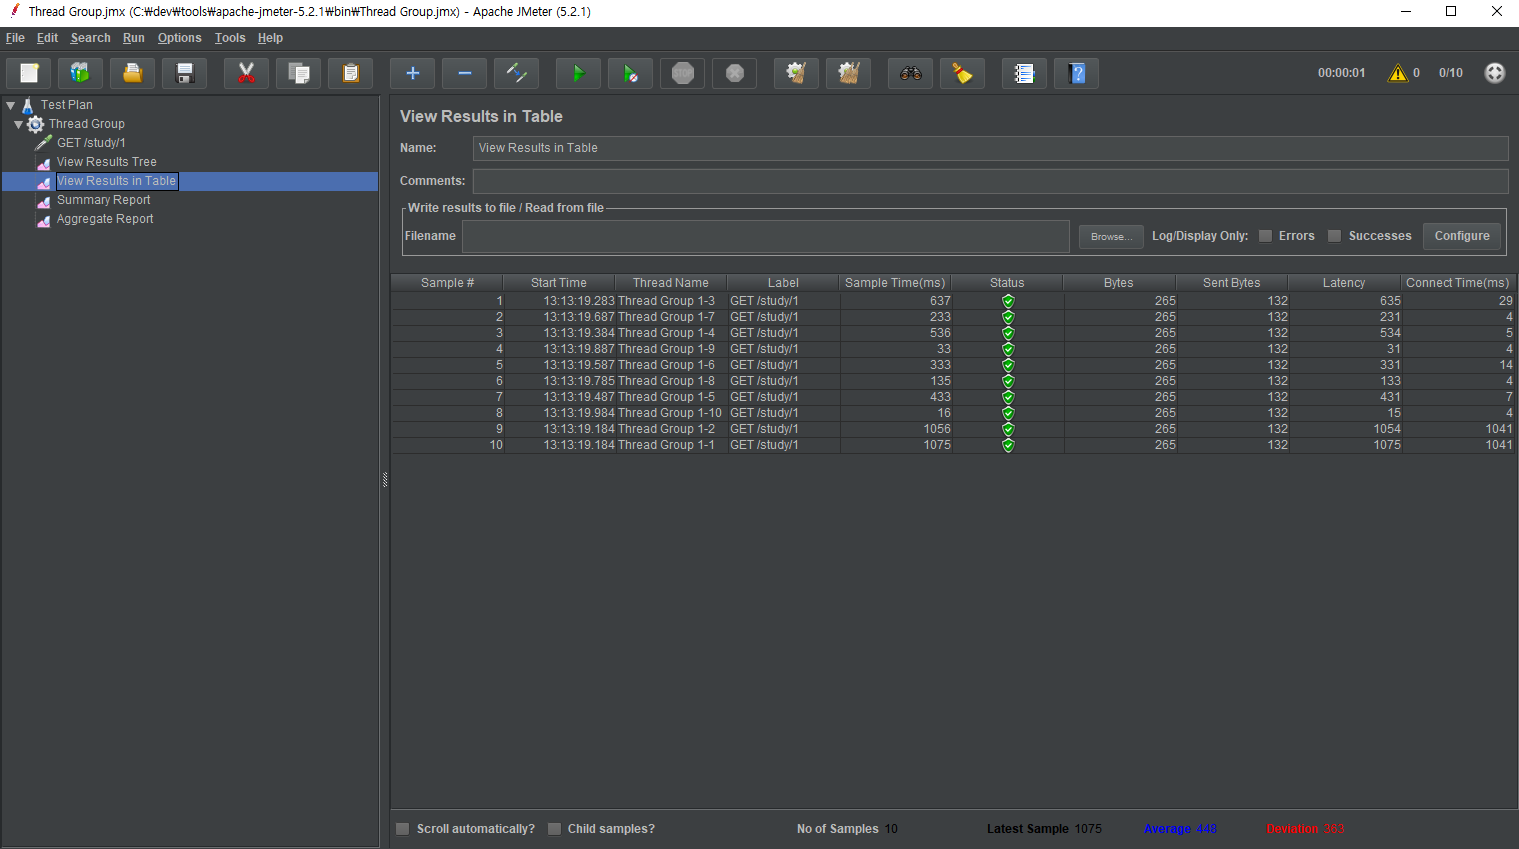 Thread Group.jmx (C:₩dev₩tools₩apache-jmeter-5.2.1₩bin₩Thread Group.jmx) - Apache JMeter (5.2.1)
File Edit Search Run Options Tools Help
STOP
00:00:01 0 0/10
Test Plan
Thread Group
GET /study/1
View Results Tree
View Results in Table
Summary Report
Aggregate Report
View Results in Table
Name: View Results in Table
Comments:
Write results to file / Read from file
Filename Browse... Log/Display Only: Errors Successes Configure
Sample # Start Time Thread Name Label Sample Time(ms) Status Bytes Sent Bytes Latency Connect Time(ms)
1 13:13:19.283 Thread Group 1-3 GET /study/1 637 265 132 635 29
2 13:13:19.687 Thread Group 1-7 GET /study/1 233 265 132 231 4
3 13:13:19.384 Thread Group 1-4 GET /study/1 536 265 132 534 5
4 13:13:19.887 Thread Group 1-9 GET /study/1 33 265 132 31 4
5 13:13:19.587 Thread Group 1-6 GET /study/1 333 265 132 331 14
6 13:13:19.785 Thread Group 1-8 GET /study/1 135 265 132 133 4
7 13:13:19.487 Thread Group 1-5 GET /study/1 433 265 132 431 7
8 13:13:19.984 Thread Group 1-10 GET /study/1 16 265 132 15 4
9 13:13:19.184 Thread Group 1-2 GET /study/1 1056 265 132 1054 1041
10 13:13:19.184 Thread Group 1-1 GET /study/1 1075 265 132 1075 1041
Scroll automatically? Child samples? No of Samples 10 Latest Sample 1075 Average 448 Deviation 363